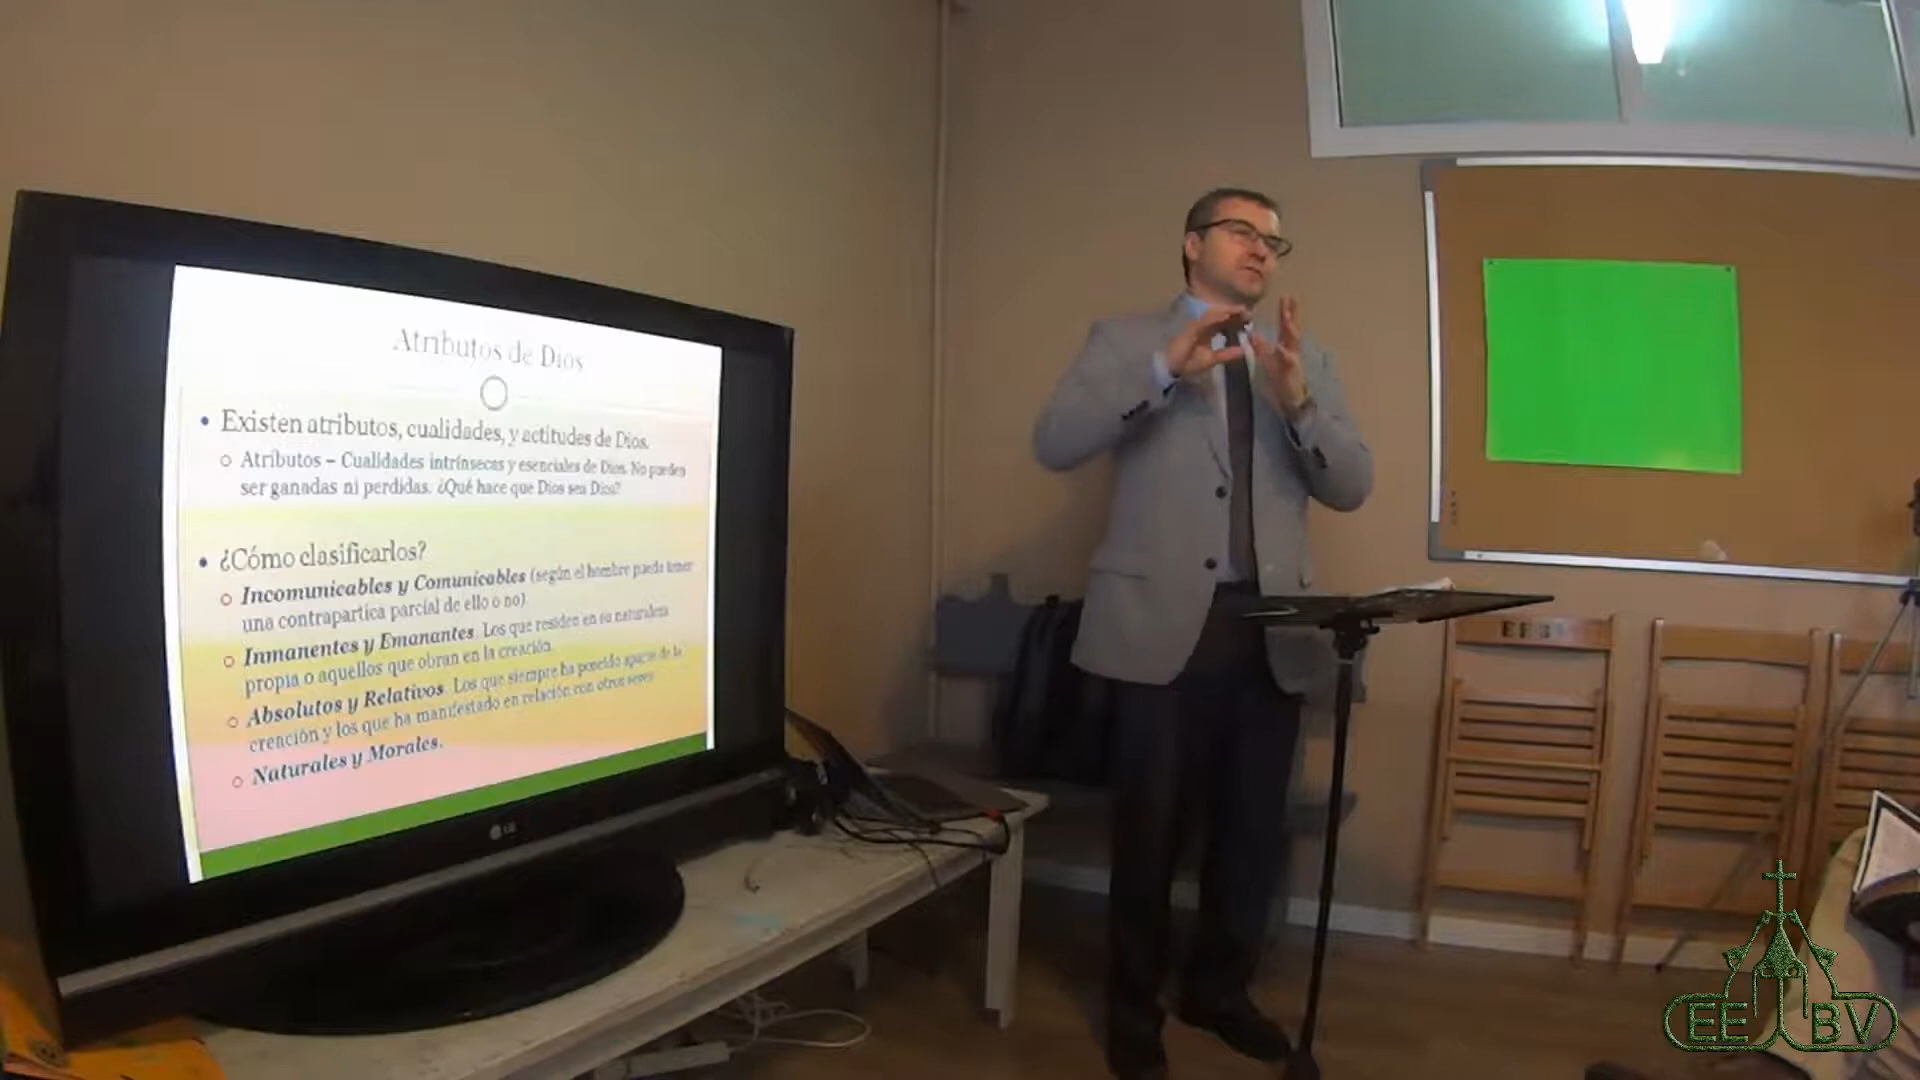 Atributos de Dios
• Existen atributos, cualidades, y actitudes de Dios.
○ Atributos – Cualidades intrínsecas y esenciales de Dios. No pueden
ser ganadas ni perdidas. ¿Qué hace que Dios sea Dios?
• ¿Cómo clasificarlos?
○ Incomunicables y Comunicables (según el hombre pueda tener
una contrapartica parcial de ello o no).
○ Inmanentes y Emanantes. Los que residen en su naturaleza
propia o aquellos que obran en la creación.
○ Absolutos y Relativos. Los que siempre ha poseído aparte de la
creación y los que ha manifestado en relación con otros seres
○ Naturales y Morales.
LG
EEBV
EE BV